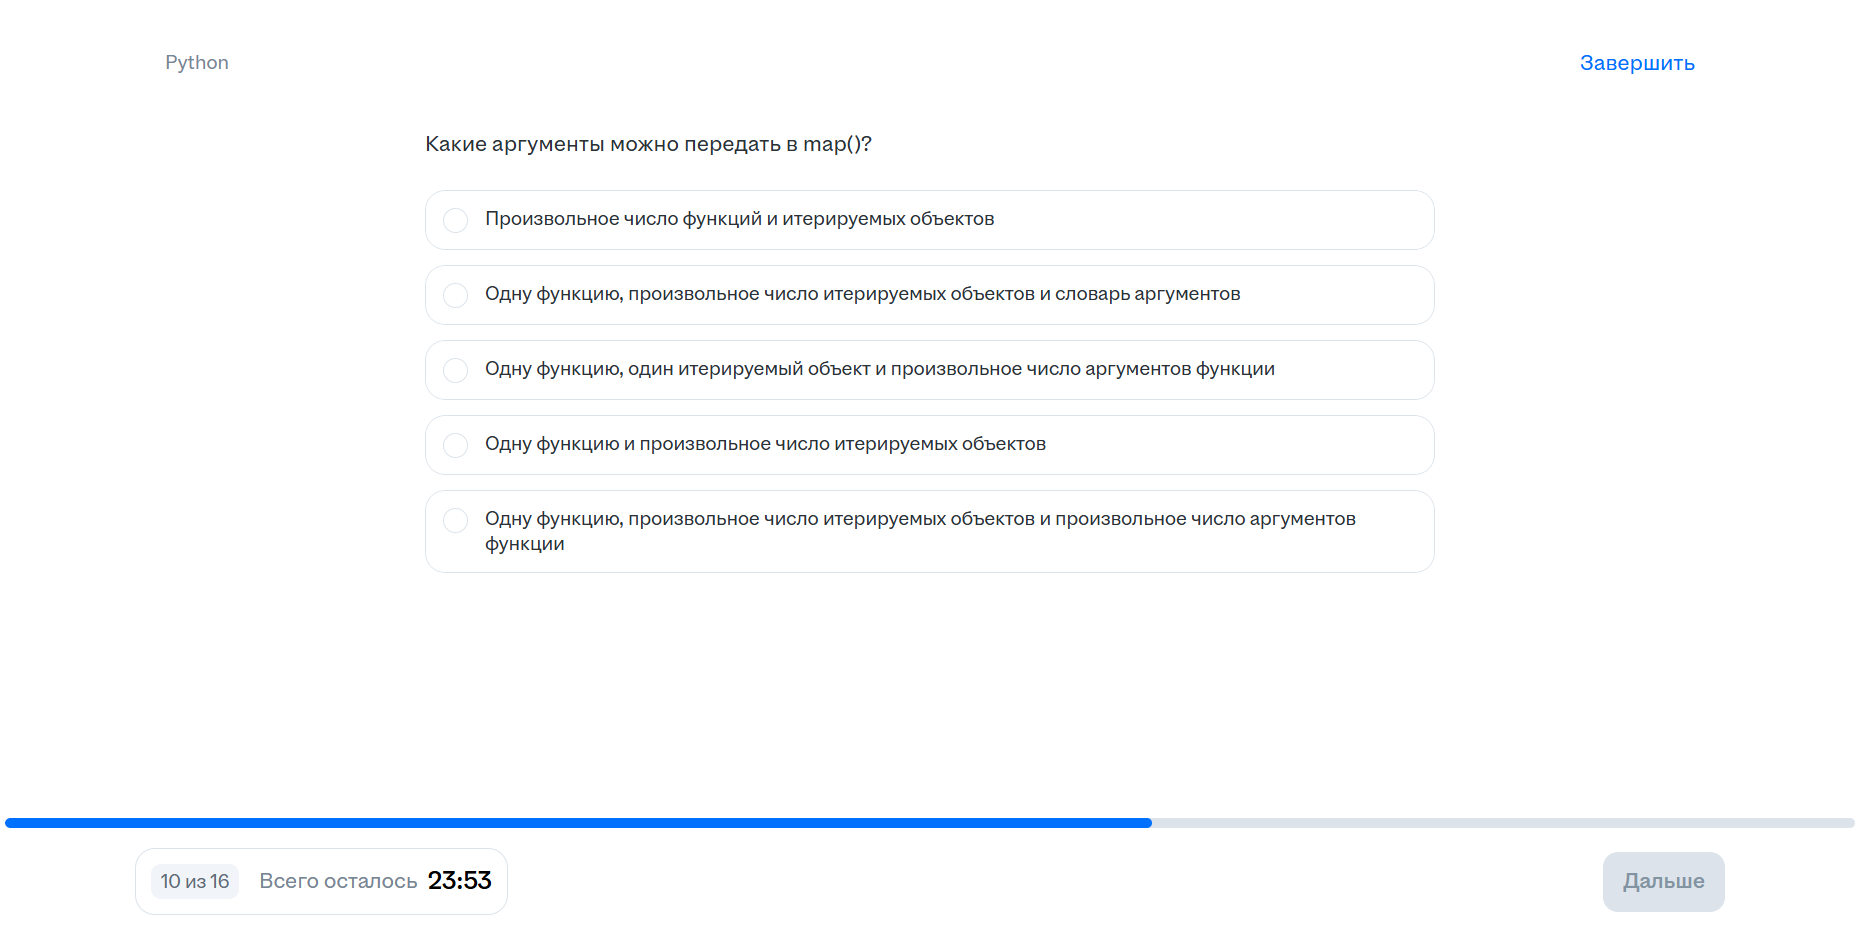 Python
Завершить
Какие аргументы можно передать в map()?
Произвольное число функций и итерируемых объектов
Одну функцию, произвольное число итерируемых объектов и словарь аргументов
Одну функцию, один итерируемый объект и произвольное число аргументов функции
Одну функцию и произвольное число итерируемых объектов
Одну функцию, произвольное число итерируемых объектов и произвольное число аргументов
функции
10 из 16 Всего осталось 23:53
Дальше